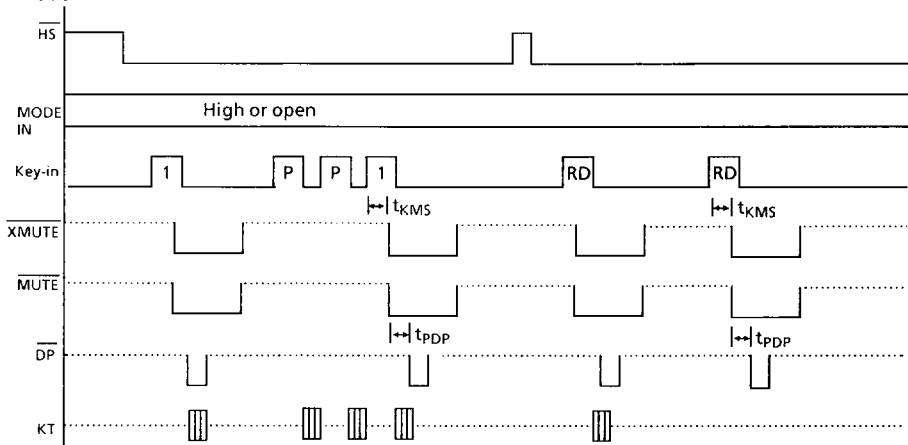 HS
MODE IN High or open
Key-in 1 P P 1 RD RD
tKMS tKMS
XMUTE
MUTE
tPDP tPDP
DP
KT